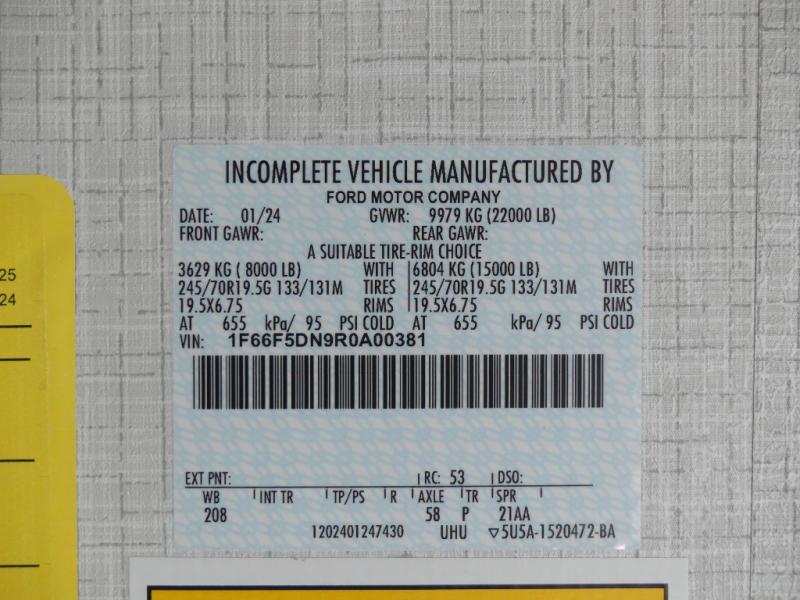 INCOMPLETE VEHICLE MANUFACTURED BY
FORD MOTOR COMPANY
DATE: 01/24 GVWR: 9979 KG (22000 LB)
FRONT GAWR: REAR GAWR:
A SUITABLE TIRE-RIM CHOICE
3629 KG ( 8000 LB) WITH 6804 KG (15000 LB) WITH
245/70R19.5G 133/131M TIRES 245/70R19.5G 133/131M TIRES
19.5X6.75 RIMS 19.5X6.75 RIMS
AT 655 kPa/ 95 PSI COLD AT 655 kPa/ 95 PSI COLD
VIN: 1F66F5DN9R0A00381
EXT PNT: RC: 53 DSO:
WB INT TR TP/PS R AXLE TR SPR
208 58 P 21AA
1202401247430 UHU ▽5U5A-1520472-BA
25
24